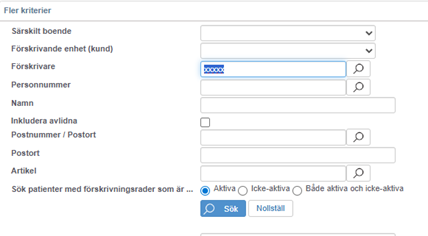 Fler kriterier
Särskilt boende
Förskrivande enhet (kund)
Förskrivare xxxxxx
Personnummer
Namn
Inkludera avlidna
Postnummer / Postort
Postort
Artikel
Sök patienter med förskrivningsrader som är ... Aktiva Icke-aktiva Både aktiva och icke-aktiva
Sök Nollställ